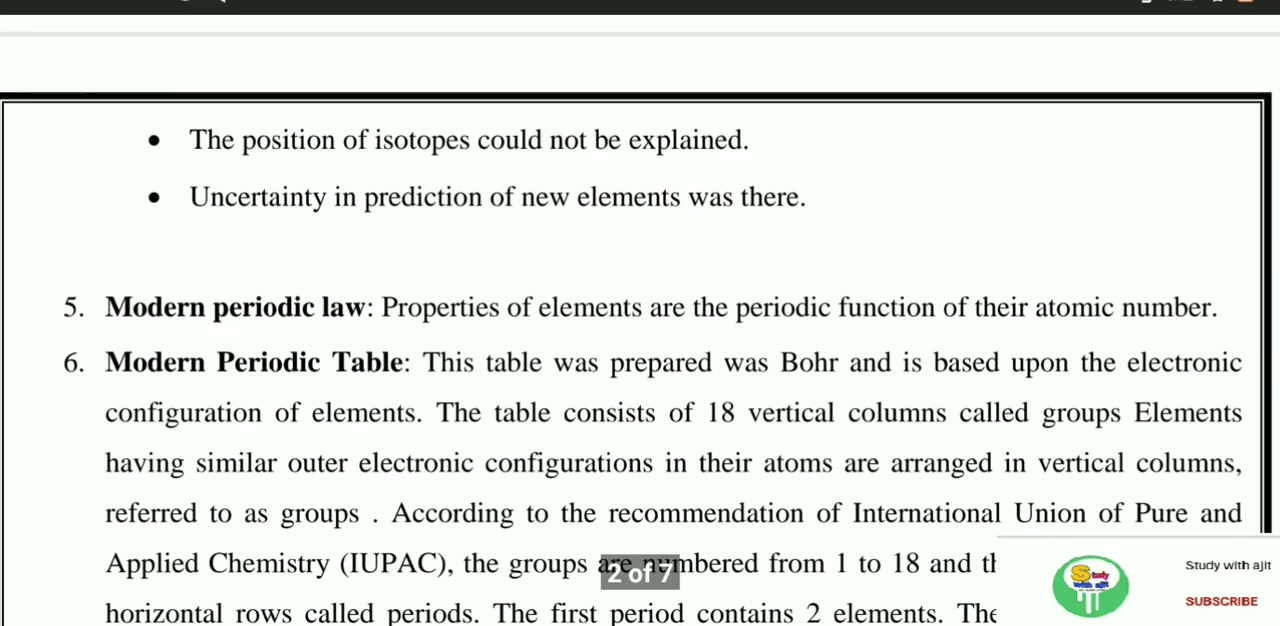 • The position of isotopes could not be explained.
• Uncertainty in prediction of new elements was there.
5. Modern periodic law: Properties of elements are the periodic function of their atomic number.
6. Modern Periodic Table: This table was prepared was Bohr and is based upon the electronic
configuration of elements. The table consists of 18 vertical columns called groups Elements
having similar outer electronic configurations in their atoms are arranged in vertical columns,
referred to as groups . According to the recommendation of International Union of Pure and
Applied Chemistry (IUPAC), the groups are numbered from 1 to 18 and th
2 of 7
horizontal rows called periods. The first period contains 2 elements. The
Study with ajit
Study with ajit
SUBSCRIBE